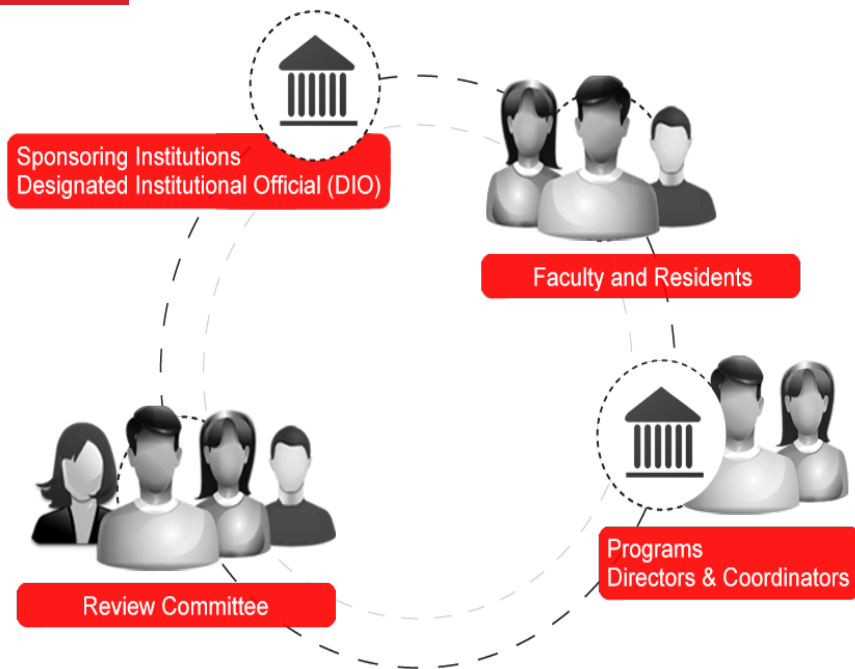 Sponsoring Institutions
Designated Institutional Official (DIO)
Faculty and Residents
Programs
Directors & Coordinators
Review Committee